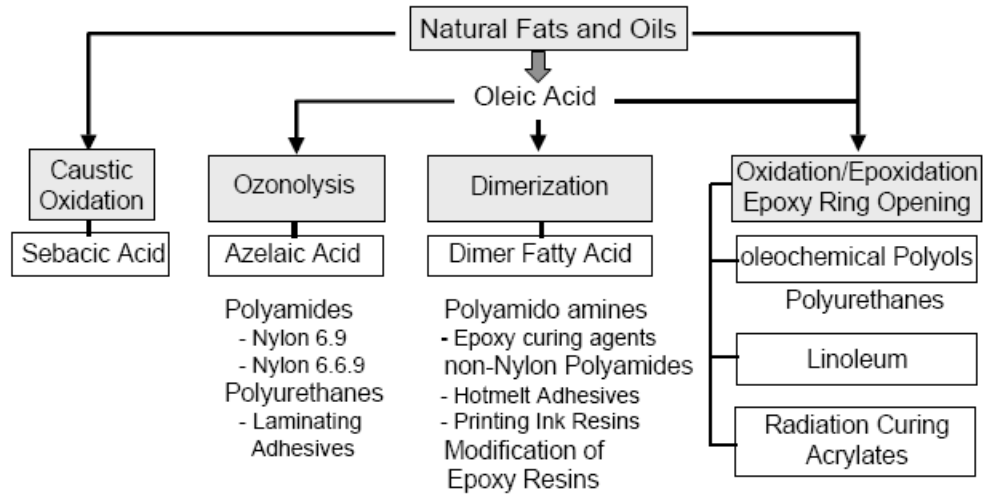 Natural Fats and Oils
Oleic Acid
Caustic
Oxidation
Sebacic Acid
Ozonolysis
Azelaic Acid
Polyamides
- Nylon 6.9
- Nylon 6.6.9
Polyurethanes
- Laminating
Adhesives
Dimerization
Dimer Fatty Acid
Polyamido amines
- Epoxy curing agents
non-Nylon Polyamides
- Hotmelt Adhesives
- Printing Ink Resins
Modification of
Epoxy Resins
Oxidation/Epoxidation
Epoxy Ring Opening
oleochemical Polyols
Polyurethanes
Linoleum
Radiation Curing
Acrylates